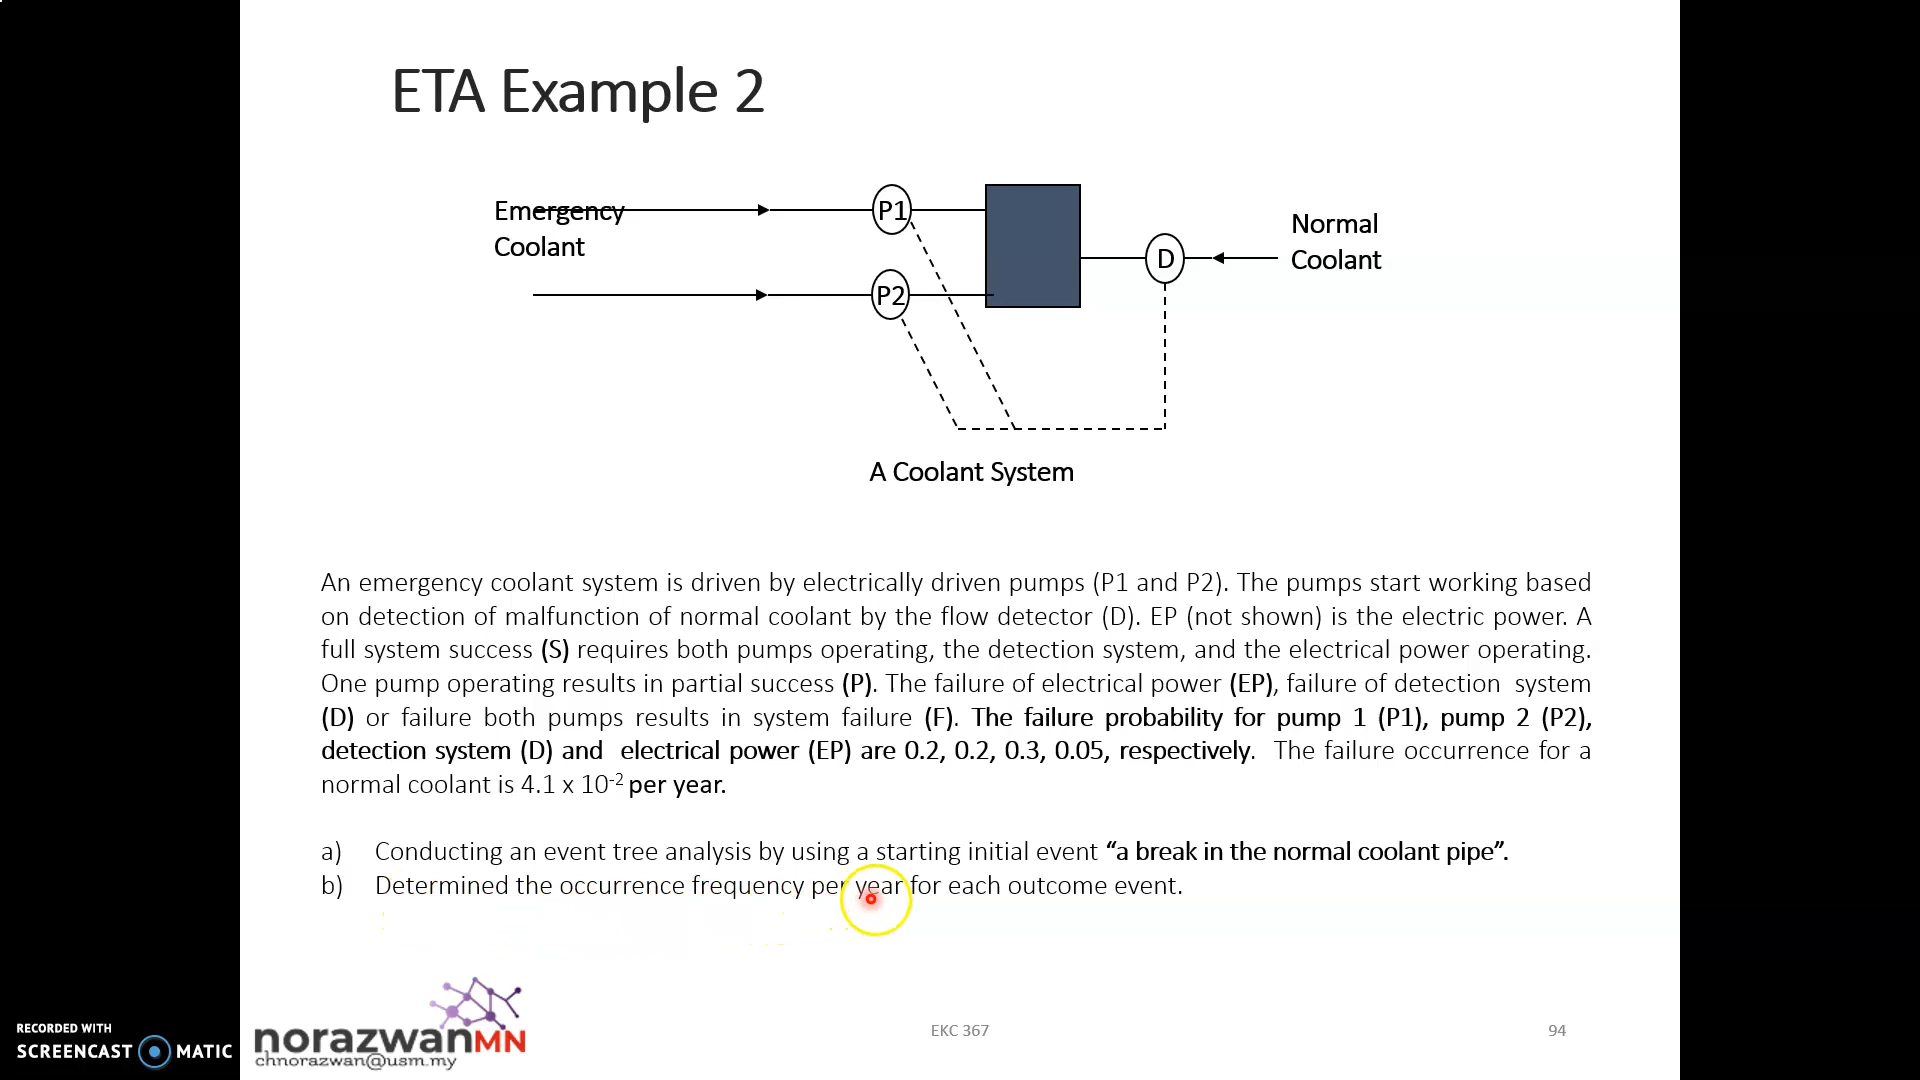 ETA Example 2
Emergency
Coolant
P1
P2
D
Normal
Coolant
A Coolant System
An emergency coolant system is driven by electrically driven pumps (P1 and P2). The pumps start working based
on detection of malfunction of normal coolant by the flow detector (D). EP (not shown) is the electric power. A
full system success (S) requires both pumps operating, the detection system, and the electrical power operating.
One pump operating results in partial success (P). The failure of electrical power (EP), failure of detection system
(D) or failure both pumps results in system failure (F). The failure probability for pump 1 (P1), pump 2 (P2),
detection system (D) and electrical power (EP) are 0.2, 0.2, 0.3, 0.05, respectively. The failure occurrence for a
normal coolant is 4.1 x 10-2 per year.
a) Conducting an event tree analysis by using a starting initial event “a break in the normal coolant pipe”.
b) Determined the occurrence frequency per year for each outcome event.
RECORDED WITH
SCREENCAST MATIC
norazwanMN
chnorazwan@usm.my
EKC 367
94